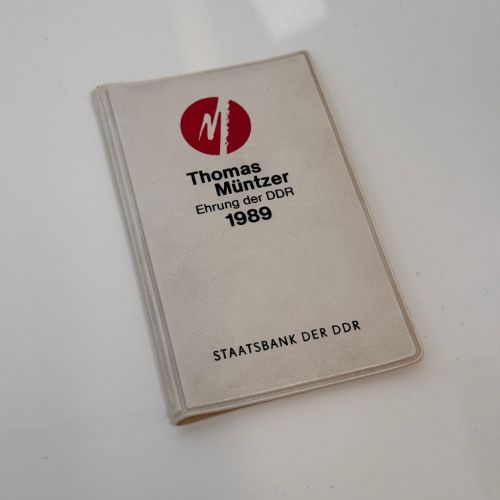 Thomas
Müntzer
Ehrung der DDR
1989
STAATSBANK DER DDR